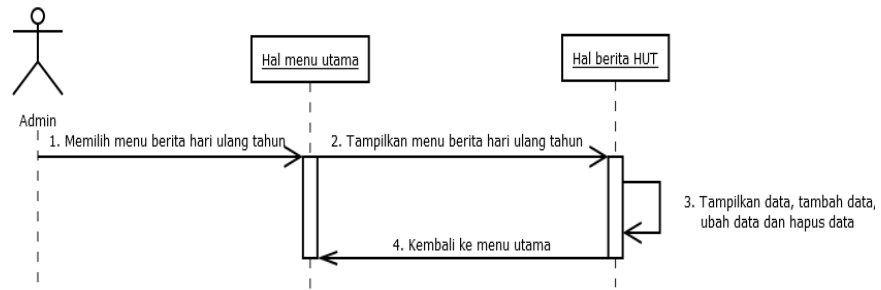 Hal menu utama
Hal berita HUT
Admin
1. Memilih menu berita hari ulang tahun
2. Tampilkan menu berita hari ulang tahun
3. Tampilkan data, tambah data,
ubah data dan hapus data
4. Kembali ke menu utama